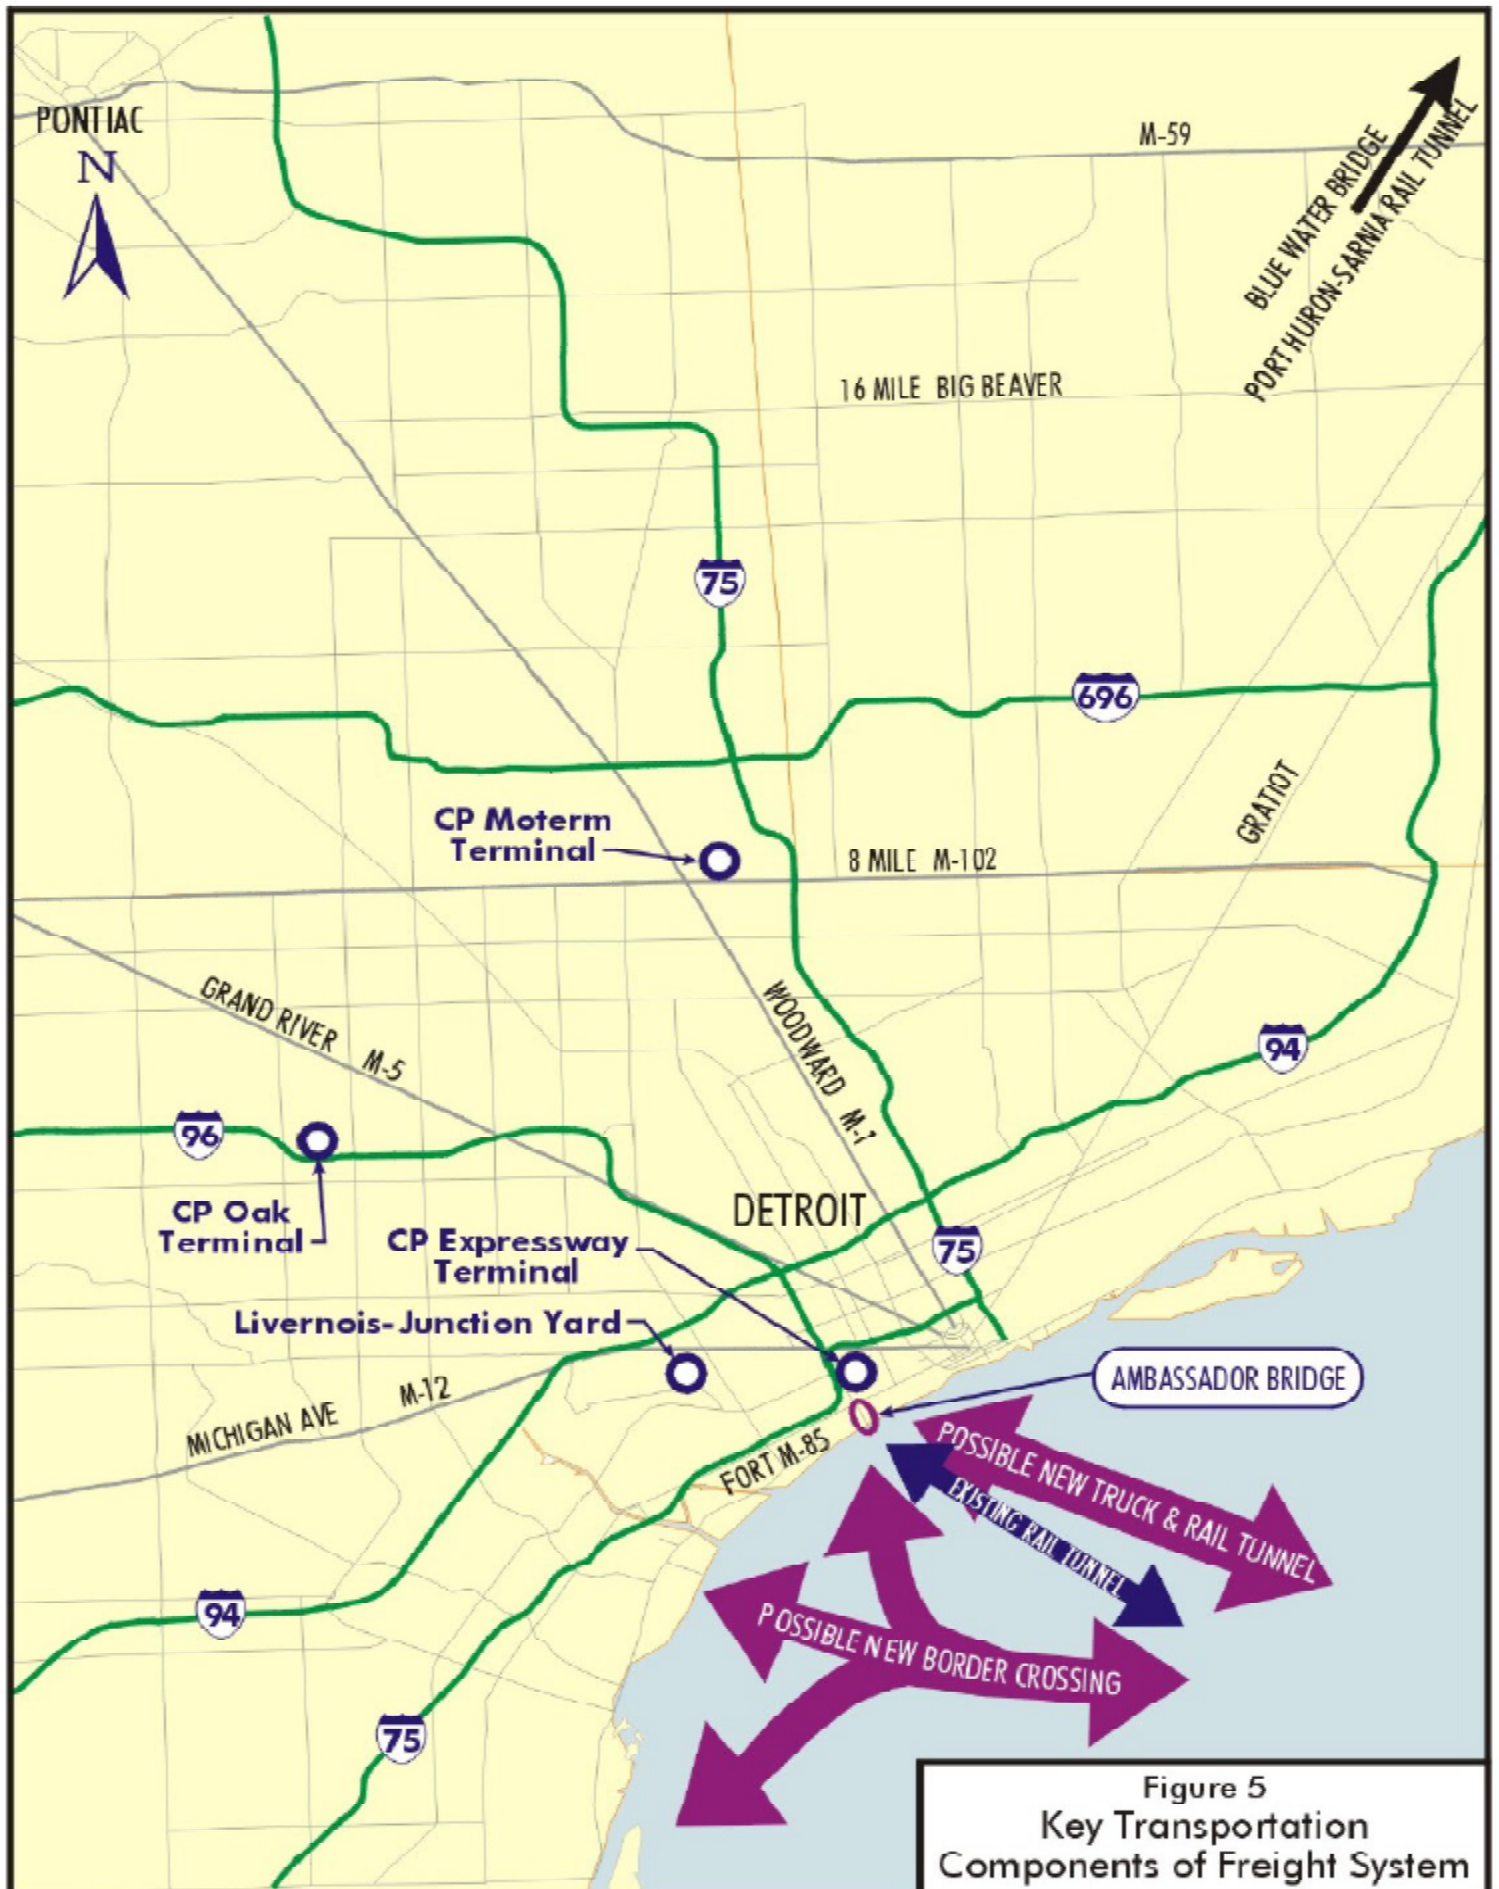 PONTIAC
N
M-59
BLUE WATER BRIDGE
PORT HURON-SARNIA RAIL TUNNEL
16 MILE BIG BEAVER
75
696
GRATIOT
CP Moterm
Terminal
8 MILE M-102
GRAND RIVER M-5
WOODWARD M-1
94
96
CP Oak
Terminal
DETROIT
CP Expressway
Terminal
75
Livernois-Junction Yard
AMBASSADOR BRIDGE
MICHIGAN AVE M-12
FORT M-85
POSSIBLE NEW TRUCK & RAIL TUNNEL
EXISTING RAIL TUNNEL
94
POSSIBLE NEW BORDER CROSSING
75
Figure 5
Key Transportation
Components of Freight System